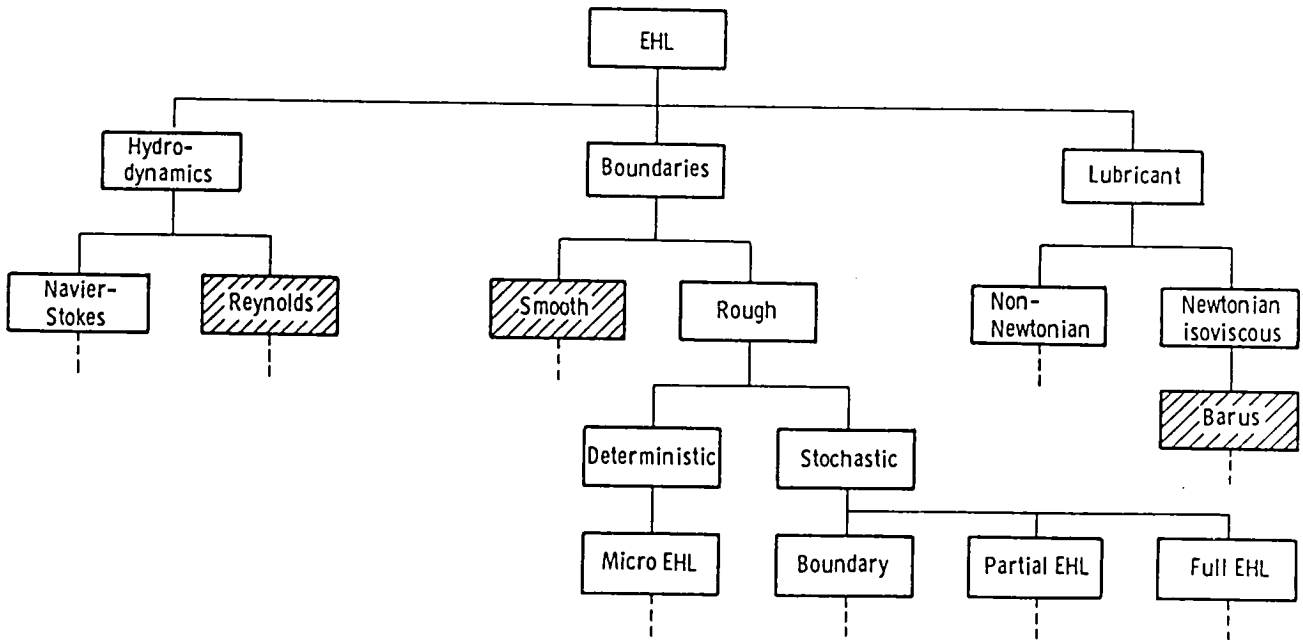 EHL
Hydro-
dynamics
Boundaries
Lubricant
Navier-
Stokes
Reynolds
Smooth
Rough
Non-
Newtonian
Newtonian
isoviscous
Barus
Deterministic
Stochastic
Micro EHL
Boundary
Partial EHL
Full EHL